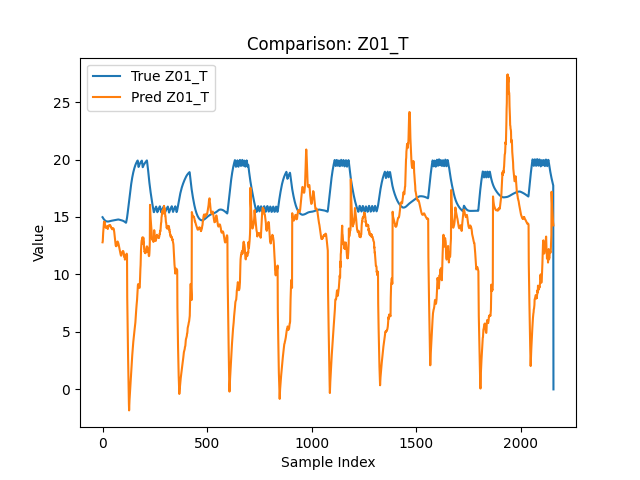 Comparison: Z01_T
True Z01_T
Pred Z01_T
25
20
15
10
5
0
Value
0 500 1000 1500 2000
Sample Index